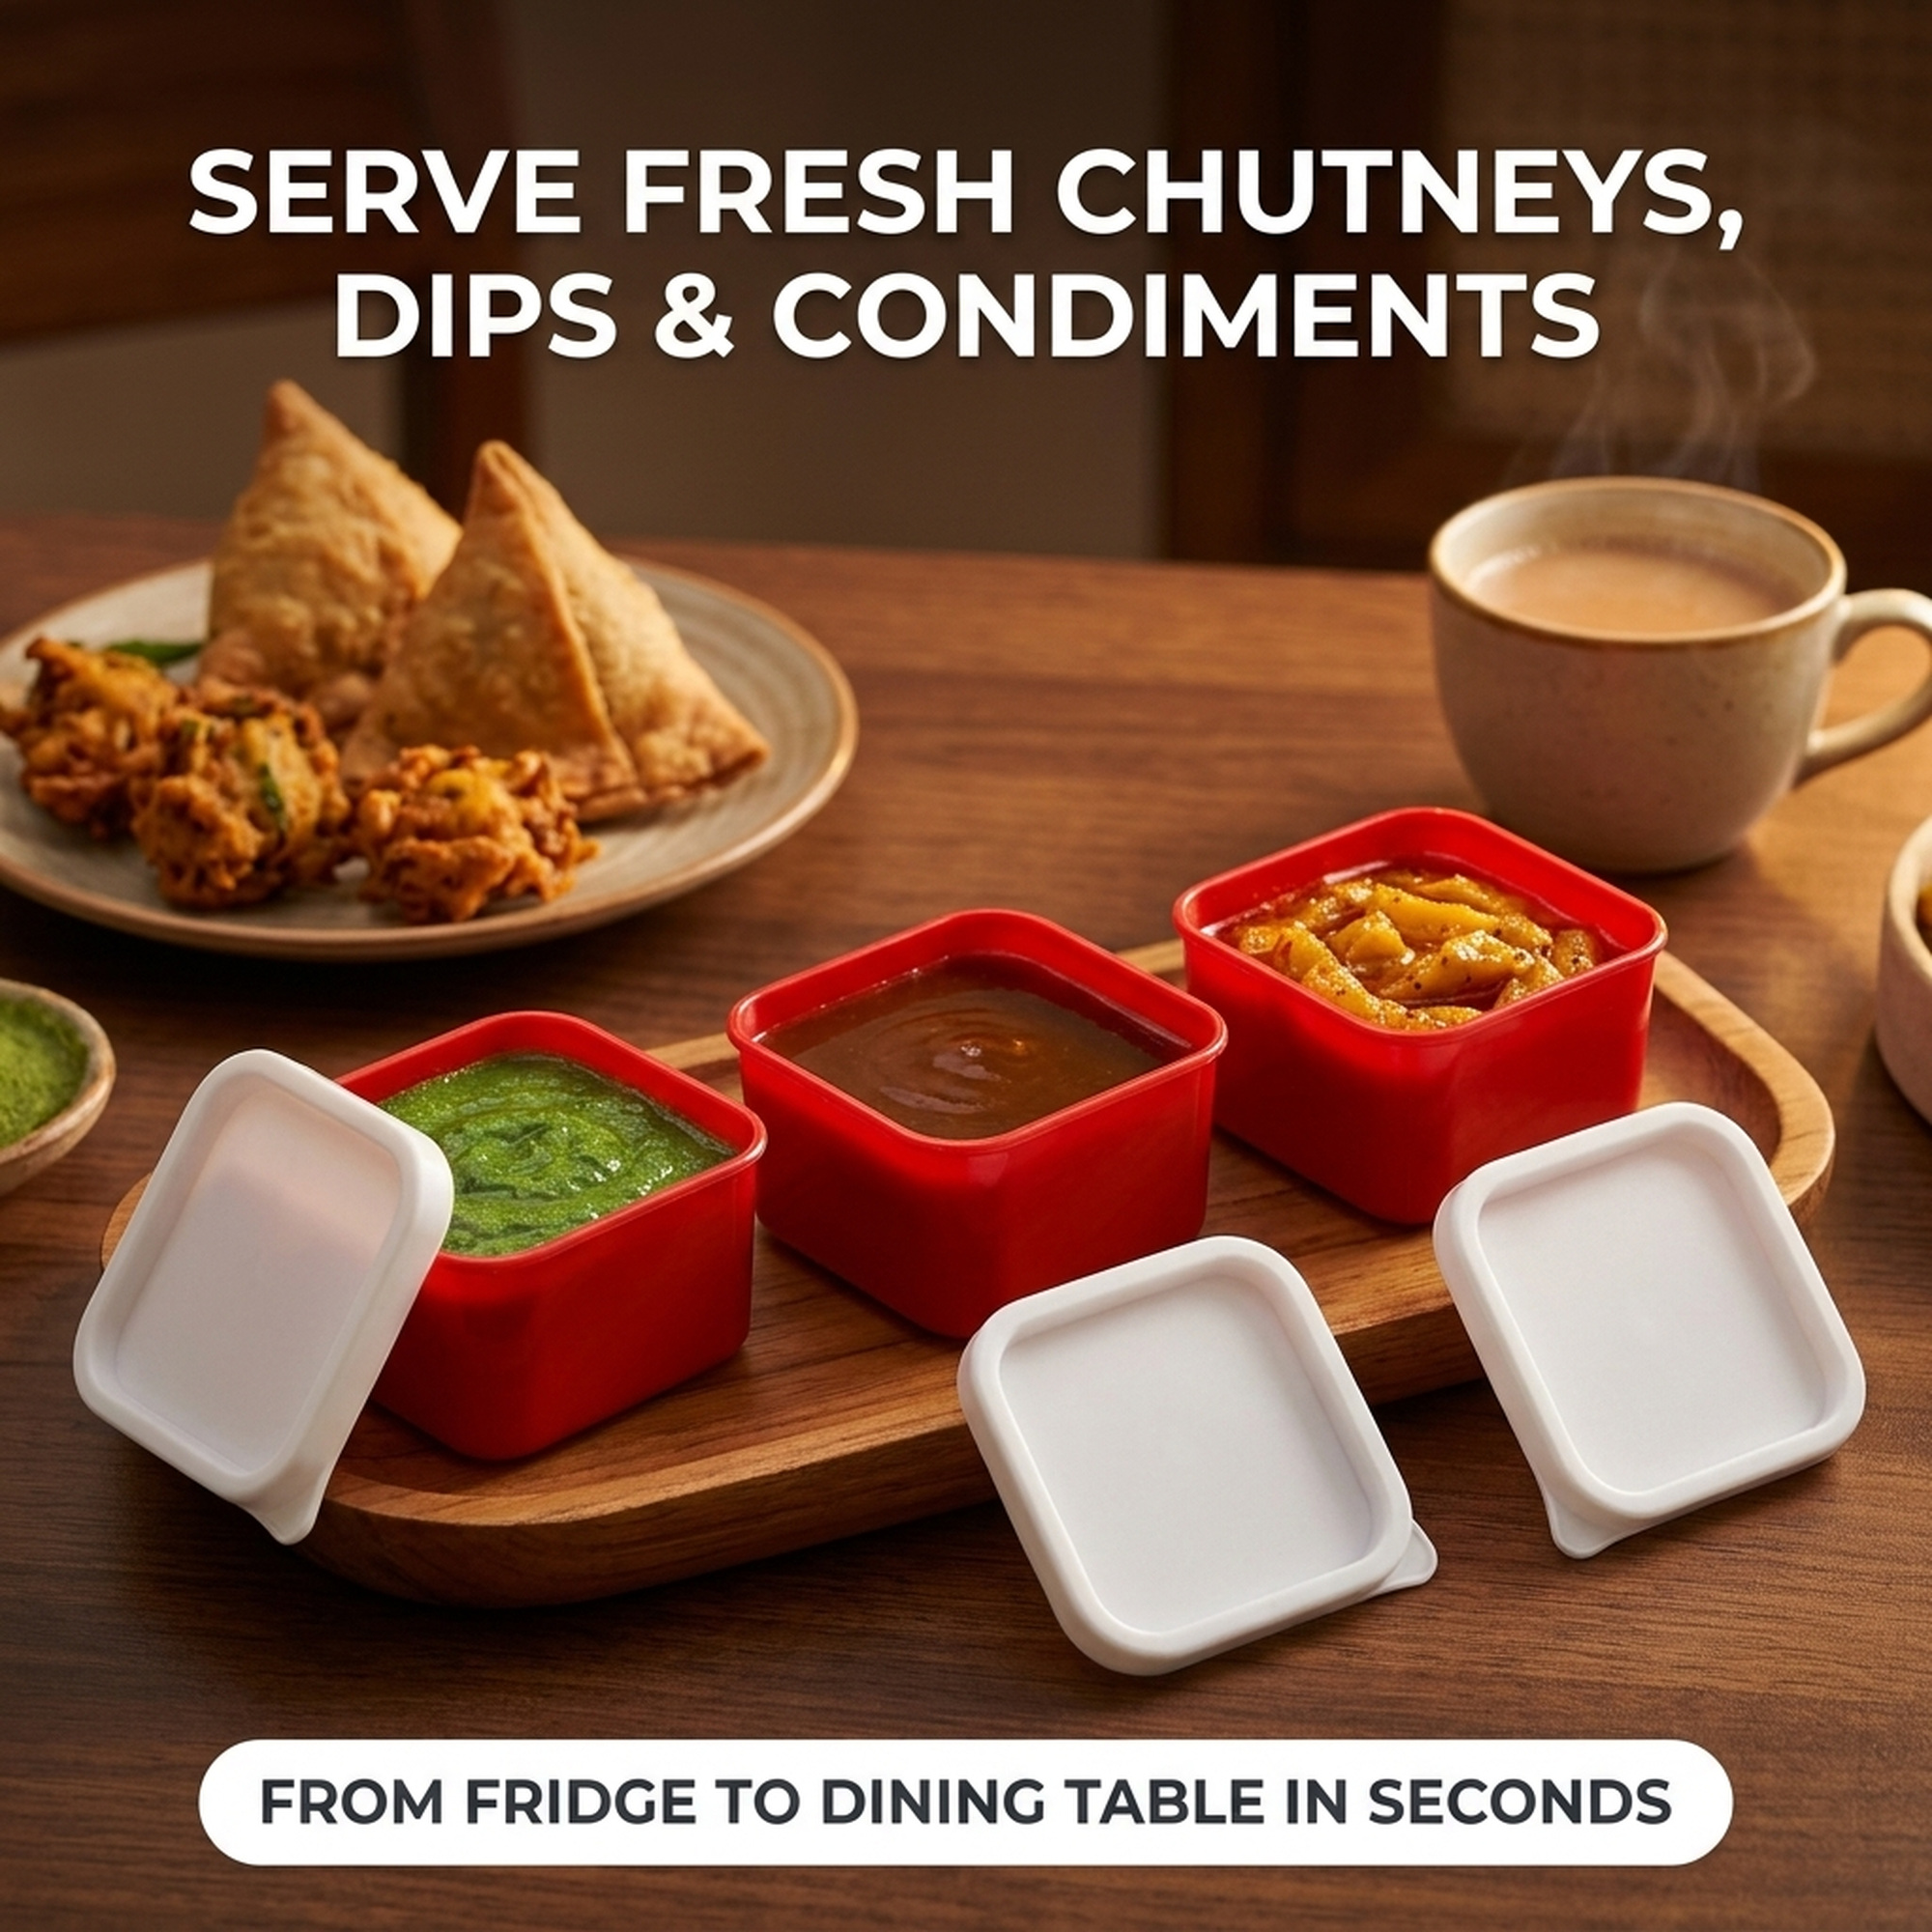 SERVE FRESH CHUTNEYS,
DIPS & CONDIMENTS
FROM FRIDGE TO DINING TABLE IN SECONDS